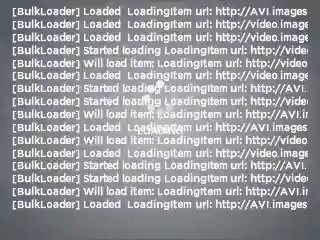 [BulkLoader] Loaded LoadingItem url: http://AVI.images
[BulkLoader] Loaded LoadingItem url: http://video.image
[BulkLoader] Loaded LoadingItem url: http://video.image
[BulkLoader] Started loading LoadingItem url: http://vide
[BulkLoader] Will load item: LoadingItem url: http://video
[BulkLoader] Loaded LoadingItem url: http://video.image
[BulkLoader] Started loading LoadingItem url: http://AVI.
[BulkLoader] Started loading LoadingItem url: http://vide
[BulkLoader] Will load item: LoadingItem url: http://AVI.i
[BulkLoader] Loaded LoadingItem url: http://AVI.images
LOADING
[BulkLoader] Will load item: LoadingItem url: http://video
[BulkLoader] Loaded LoadingItem url: http://video.image
[BulkLoader] Started loading LoadingItem url: http://AVI.
[BulkLoader] Started loading LoadingItem url: http://vide
[BulkLoader] Will load item: LoadingItem url: http://AVI.i
[BulkLoader] Loaded LoadingItem url: http://AVI.images